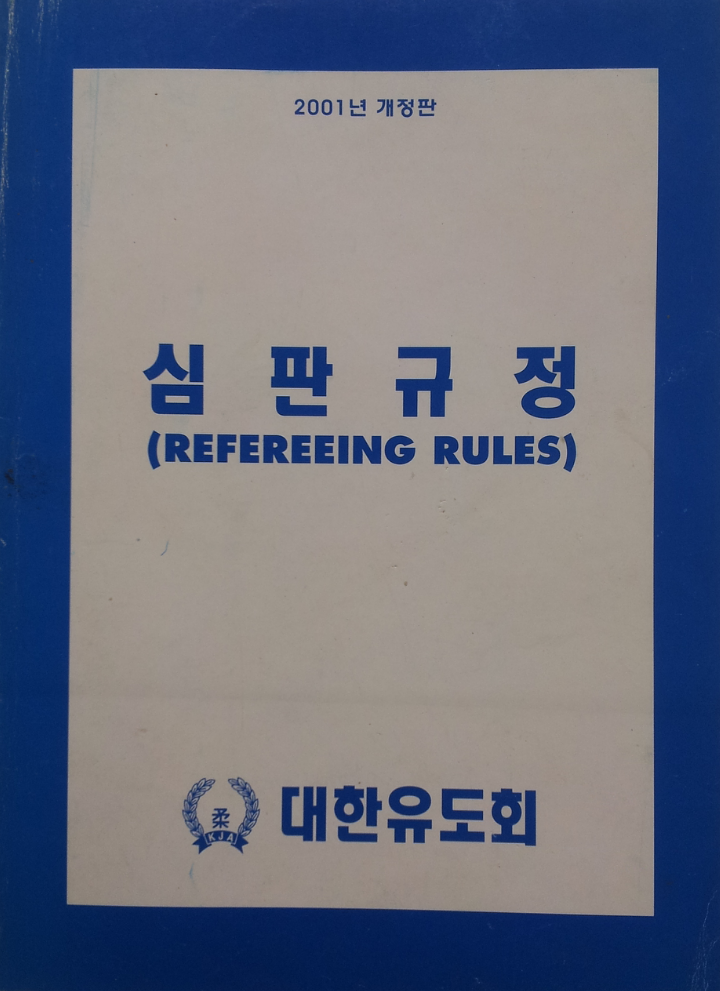 2001년 개정판
심판규정
(REFEREEING RULES)
柔
KJA
대한유도회